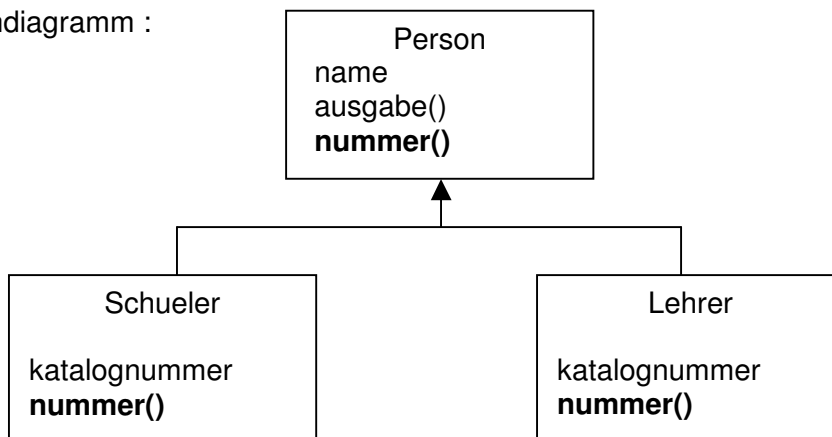 ndiagramm :
Person
name
ausgabe()
nummer()
Schueler
katalognummer
nummer()
Lehrer
katalognummer
nummer()